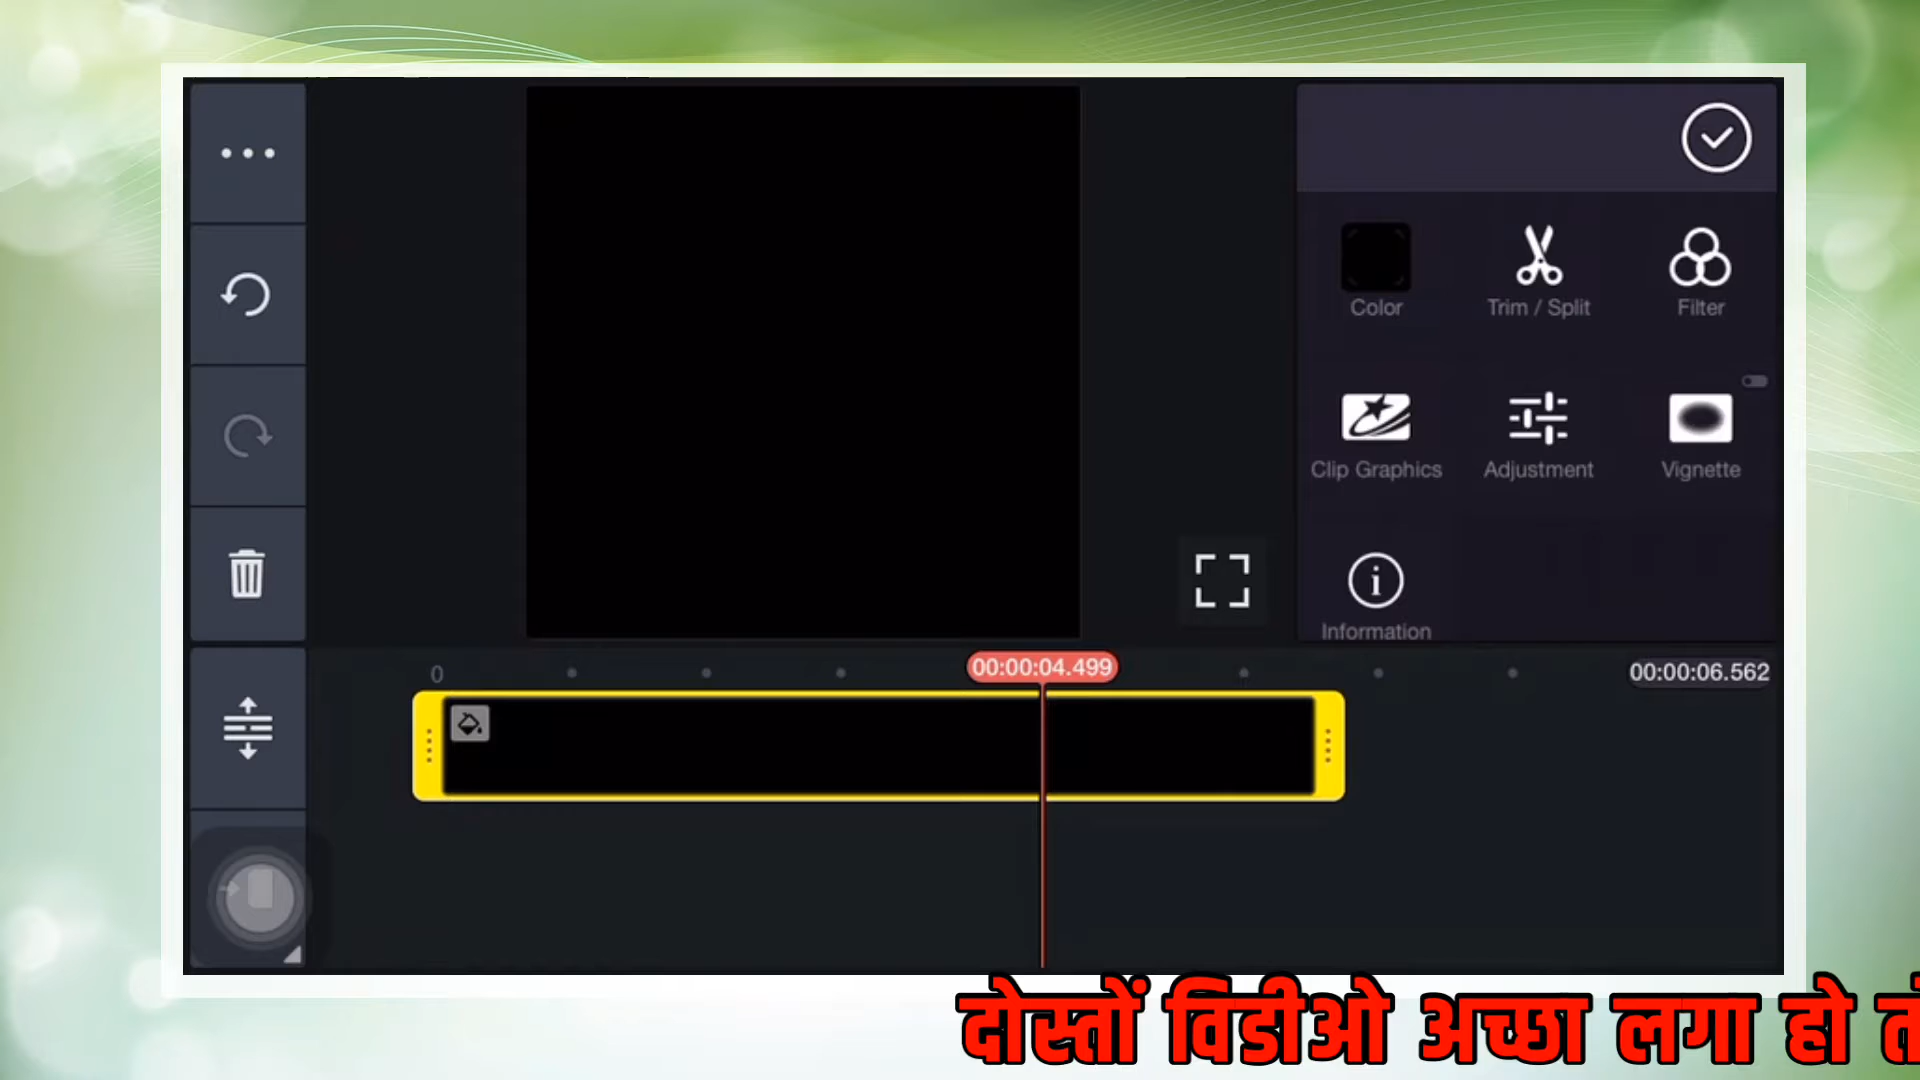 Color
Trim / Split
Filter
Clip Graphics
Adjustment
Vignette
Information
0
00:00:04.499
00:00:06.562
दोस्तों विडीओ अच्छा लगा हो